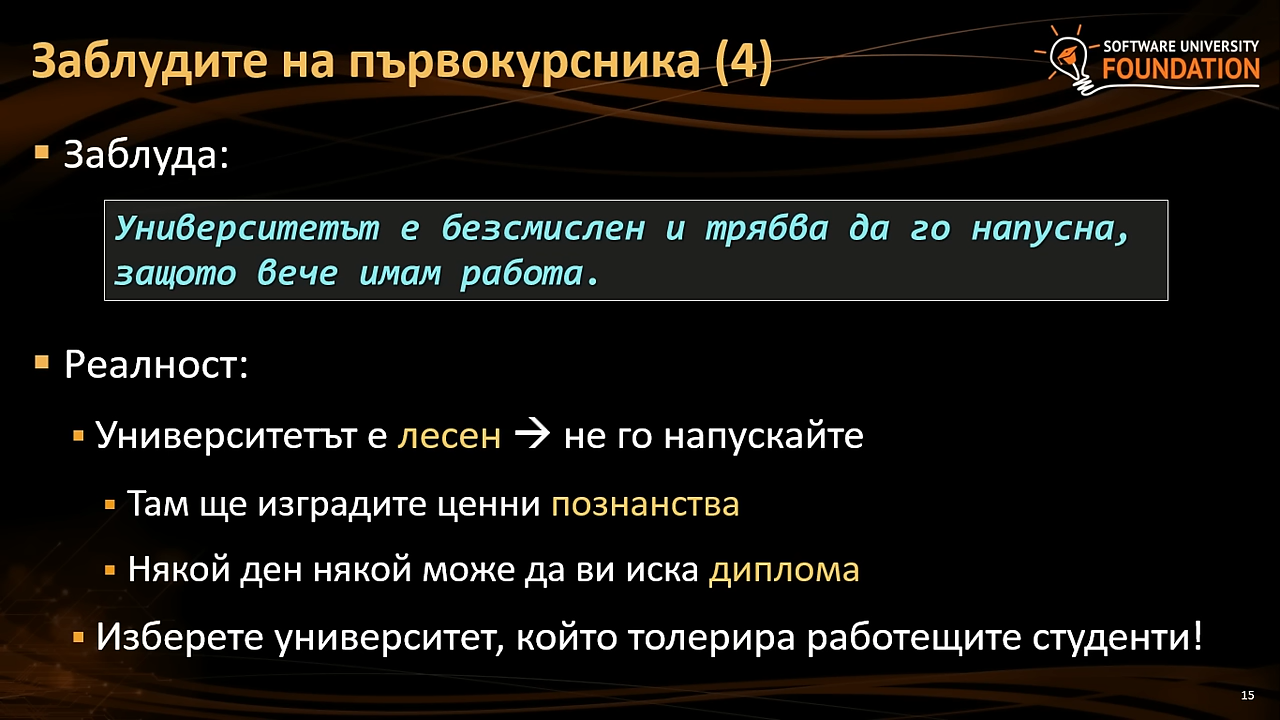 Заблудите на първокурсника (4)
SOFTWARE UNIVERSITY
FOUNDATION
Заблуда:
Университетът е безсмислен и трябва да го напусна,
защото вече имам работа.
Реалност:
Университетът е лесен → не го напускайте
Там ще изградите ценни познанства
Някой ден някой може да ви иска диплома
Изберете университет, който толерира работещите студенти!
15